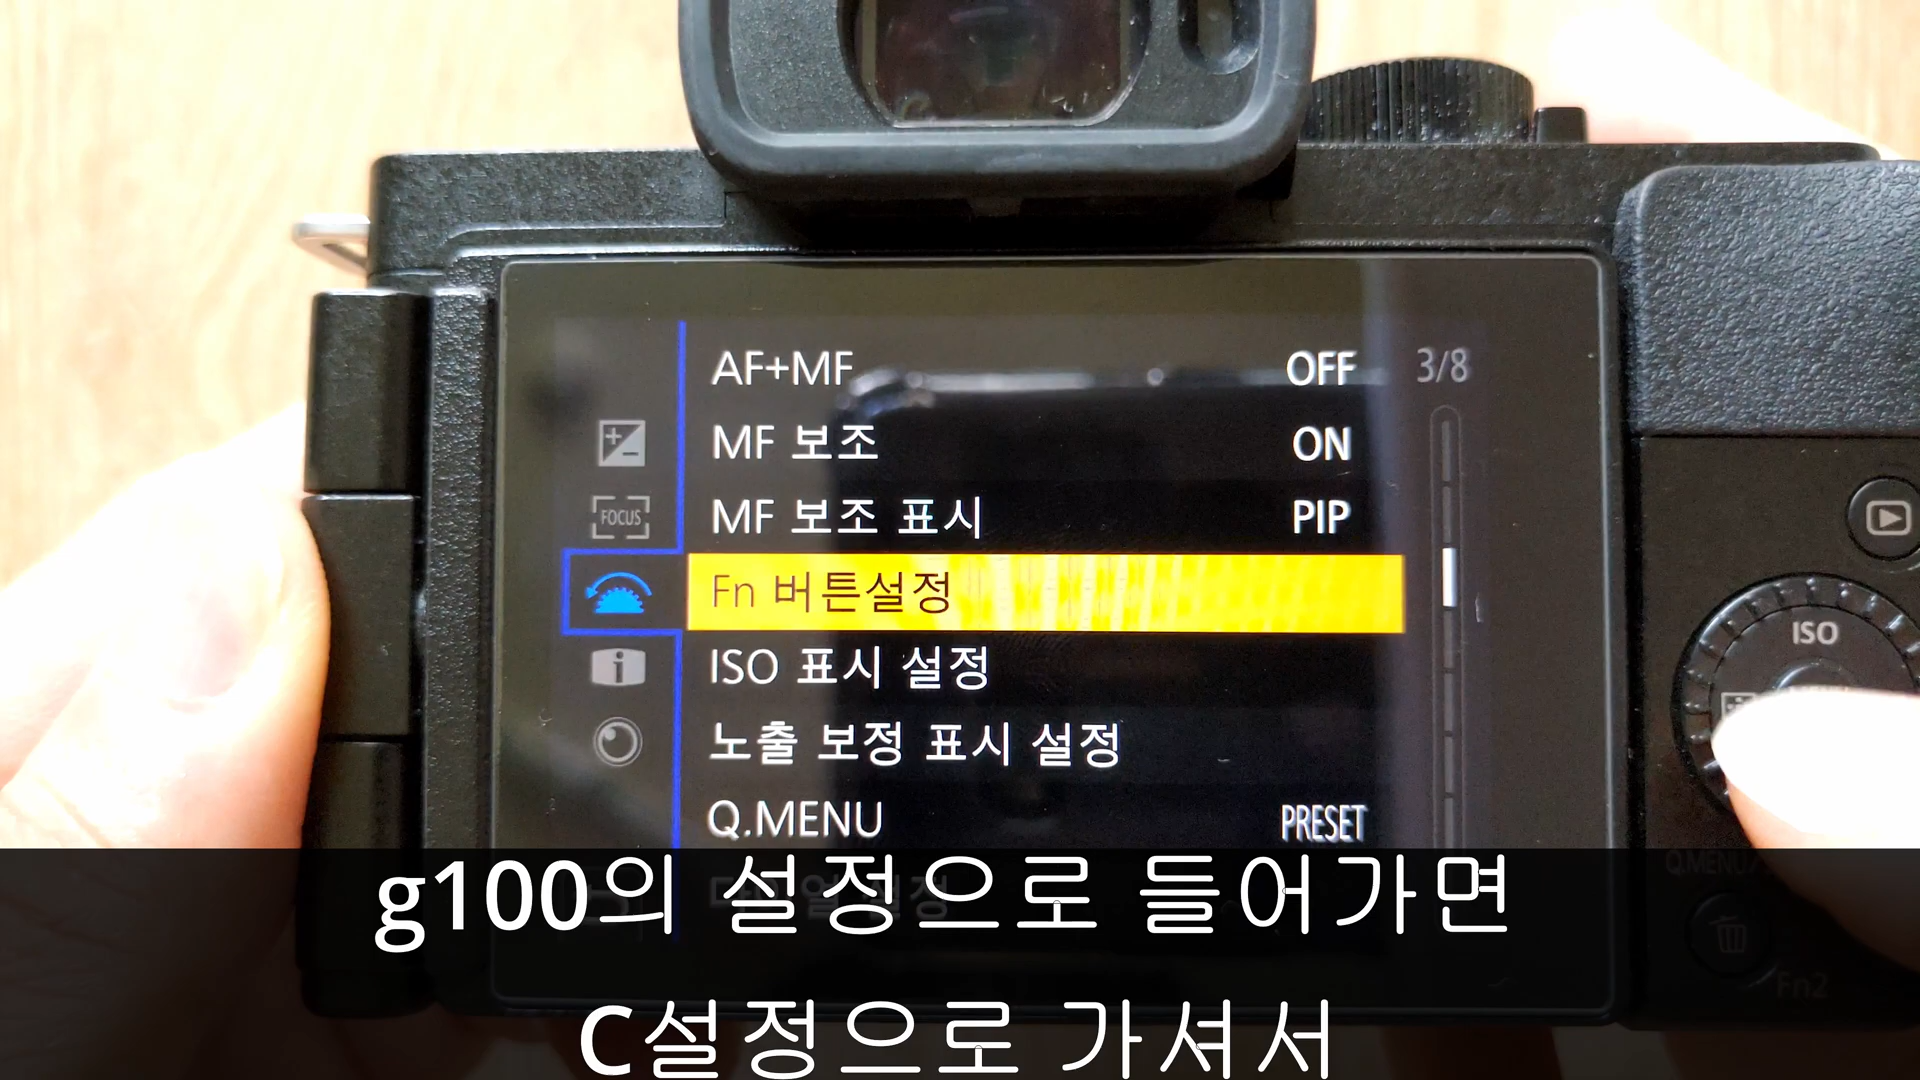 AF+MF OFF 3/8
MF 보조 ON
FOCUS
MF 보조 표시 PIP
Fn 버튼설정
ISO 표시 설정
ISO
노출 보정 표시 설정
Q.MENU PRESET
Q.MENU
g100의 설정으로 들어가면
Fn2
C설정으로 가셔서